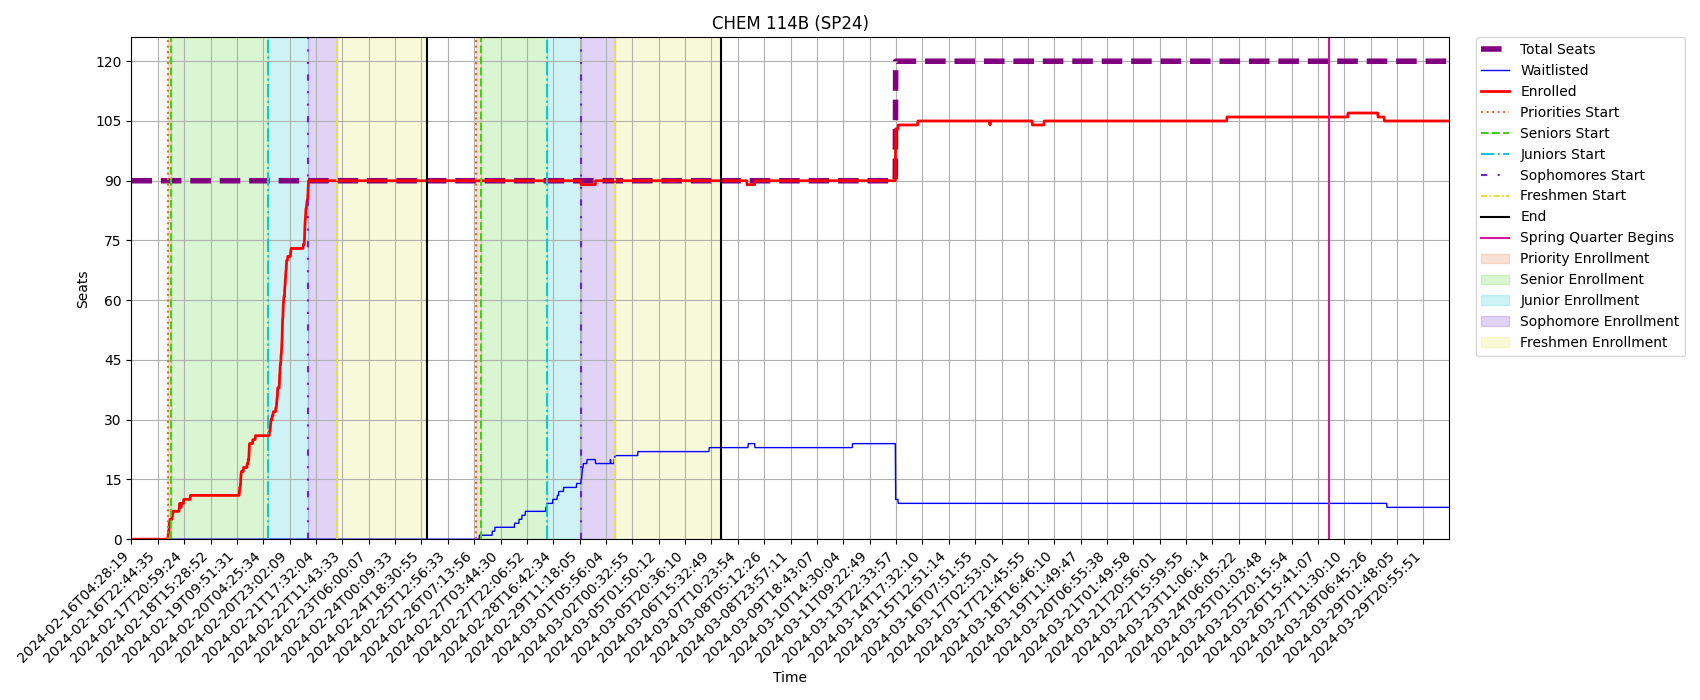 CHEM 114B (SP24)
Seats
120
105
90
75
60
45
30
15
0
2024-02-16T04:28:19
2024-02-16T22:44:35
2024-02-17T20:59:24
2024-02-18T15:28:52
2024-02-19T09:51:31
2024-02-20T04:25:34
2024-02-20T23:02:09
2024-02-21T17:32:04
2024-02-22T11:43:33
2024-02-23T06:00:07
2024-02-24T00:09:33
2024-02-24T18:30:55
2024-02-25T12:56:33
2024-02-26T07:13:56
2024-02-27T03:44:30
2024-02-27T22:06:52
2024-02-28T16:42:34
2024-02-29T11:18:05
2024-03-01T05:56:04
2024-03-02T00:32:55
2024-03-05T01:50:12
2024-03-05T20:36:10
2024-03-06T15:32:49
2024-03-07T10:23:54
2024-03-08T05:12:26
2024-03-08T23:57:11
2024-03-09T18:43:07
2024-03-10T14:30:04
2024-03-11T09:22:49
2024-03-13T22:33:57
2024-03-14T17:32:10
2024-03-15T12:51:14
2024-03-16T07:51:55
2024-03-17T02:53:01
2024-03-17T21:45:55
2024-03-18T16:46:10
2024-03-19T11:49:47
2024-03-20T06:55:38
2024-03-21T01:49:58
2024-03-21T20:56:01
2024-03-22T15:59:55
2024-03-23T11:06:14
2024-03-24T06:05:22
2024-03-25T01:03:48
2024-03-25T20:15:54
2024-03-26T15:41:07
2024-03-27T11:30:10
2024-03-28T06:45:26
2024-03-29T01:48:05
2024-03-29T20:55:51
Time
Total Seats
Waitlisted
Enrolled
Priorities Start
Seniors Start
Juniors Start
Sophomores Start
Freshmen Start
End
Spring Quarter Begins
Priority Enrollment
Senior Enrollment
Junior Enrollment
Sophomore Enrollment
Freshmen Enrollment